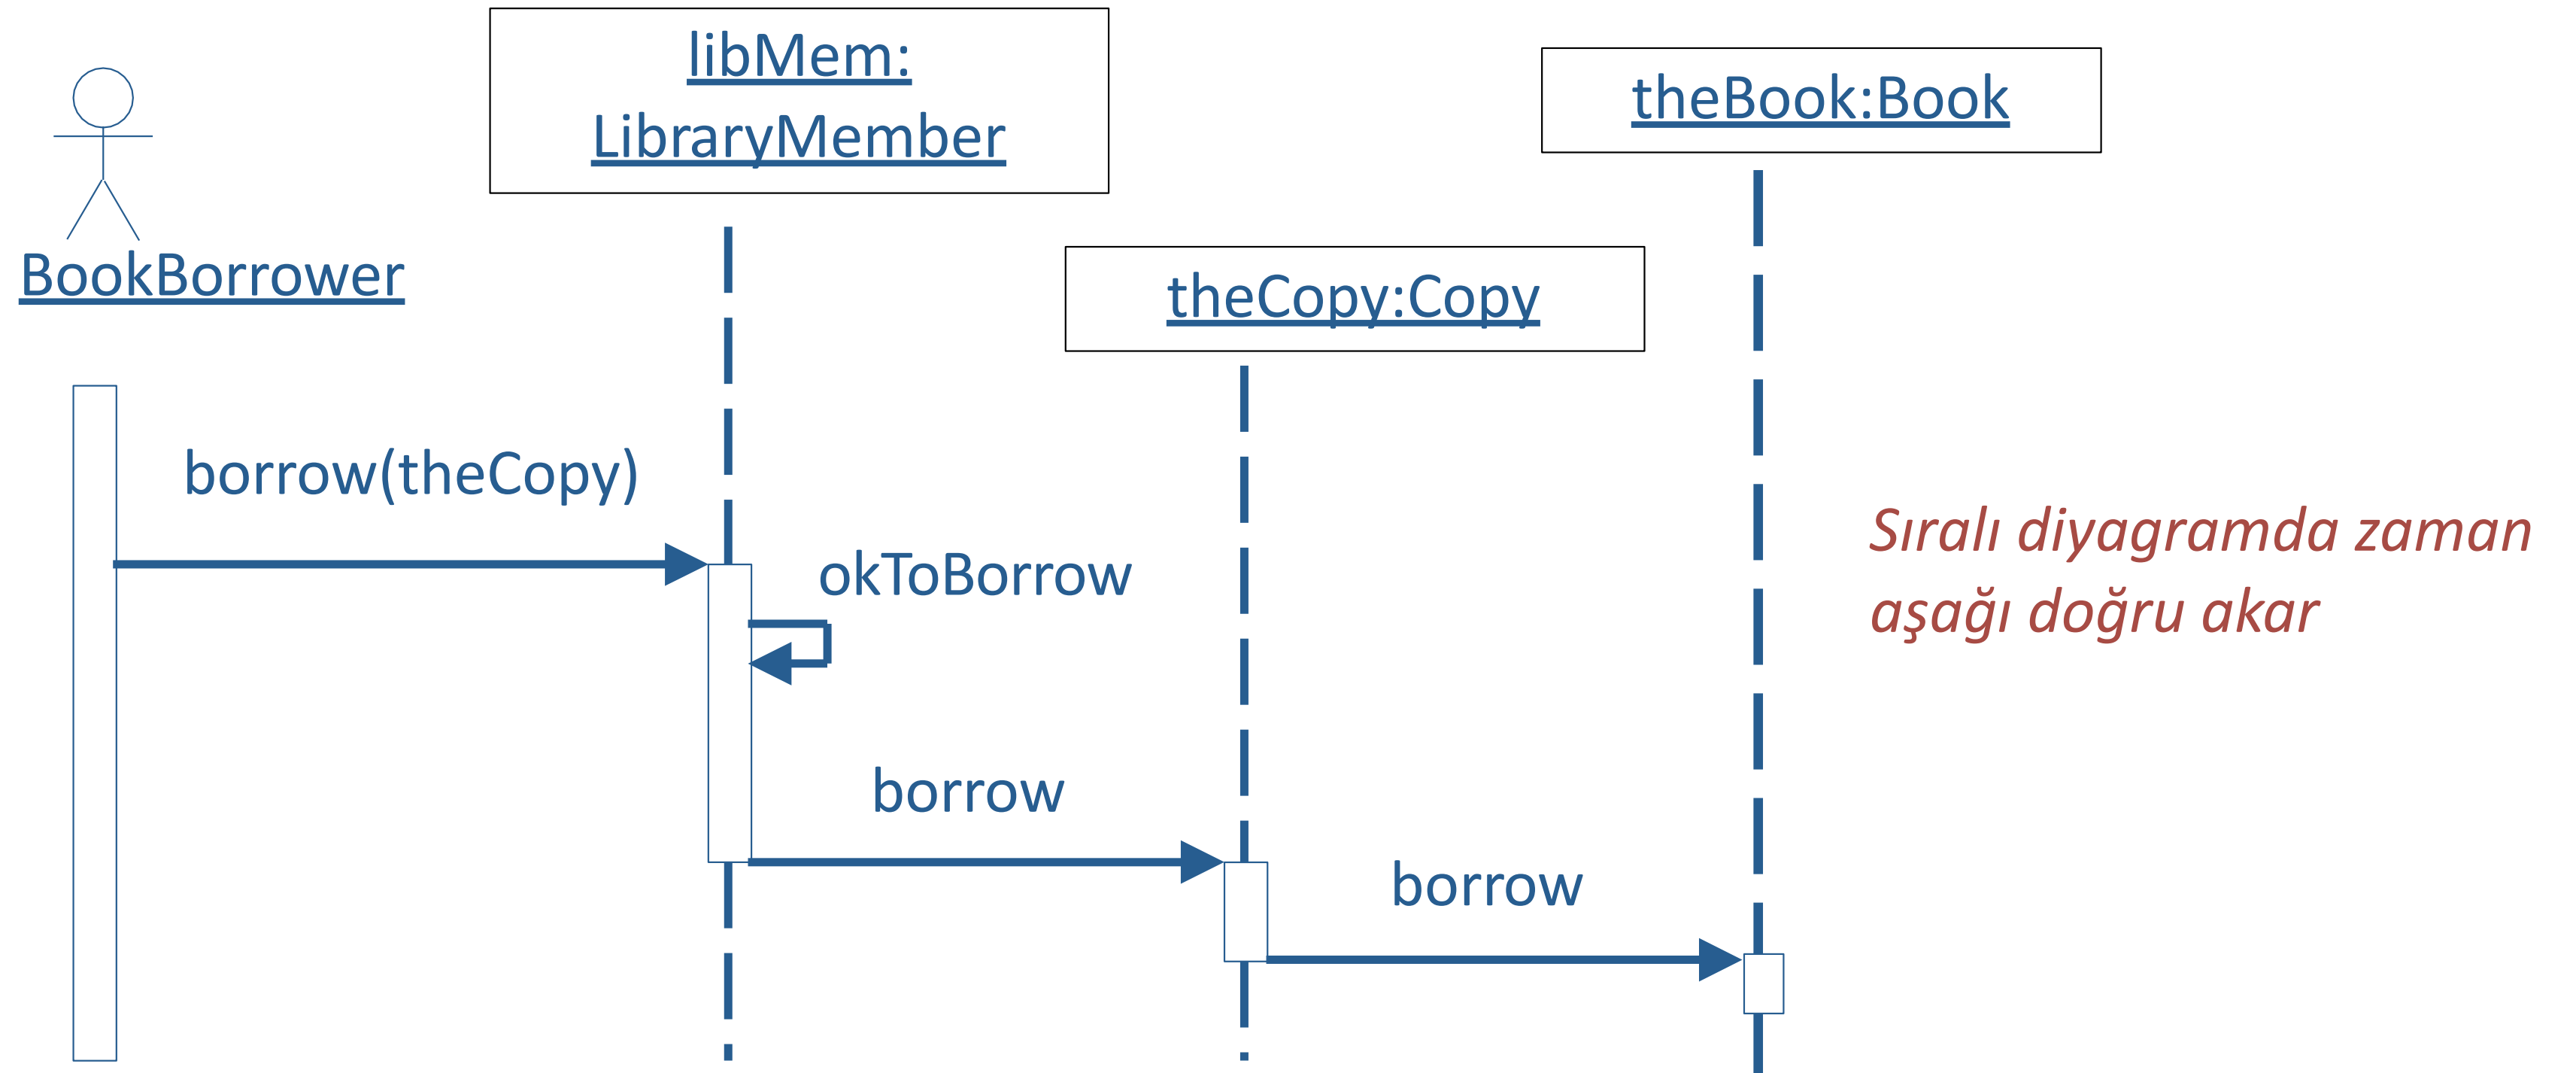 libMem:
LibraryMember
theBook:Book
BookBorrower
theCopy:Copy
borrow(theCopy)
okToBorrow
borrow
borrow
Sıralı diyagramda zaman
aşağı doğru akar